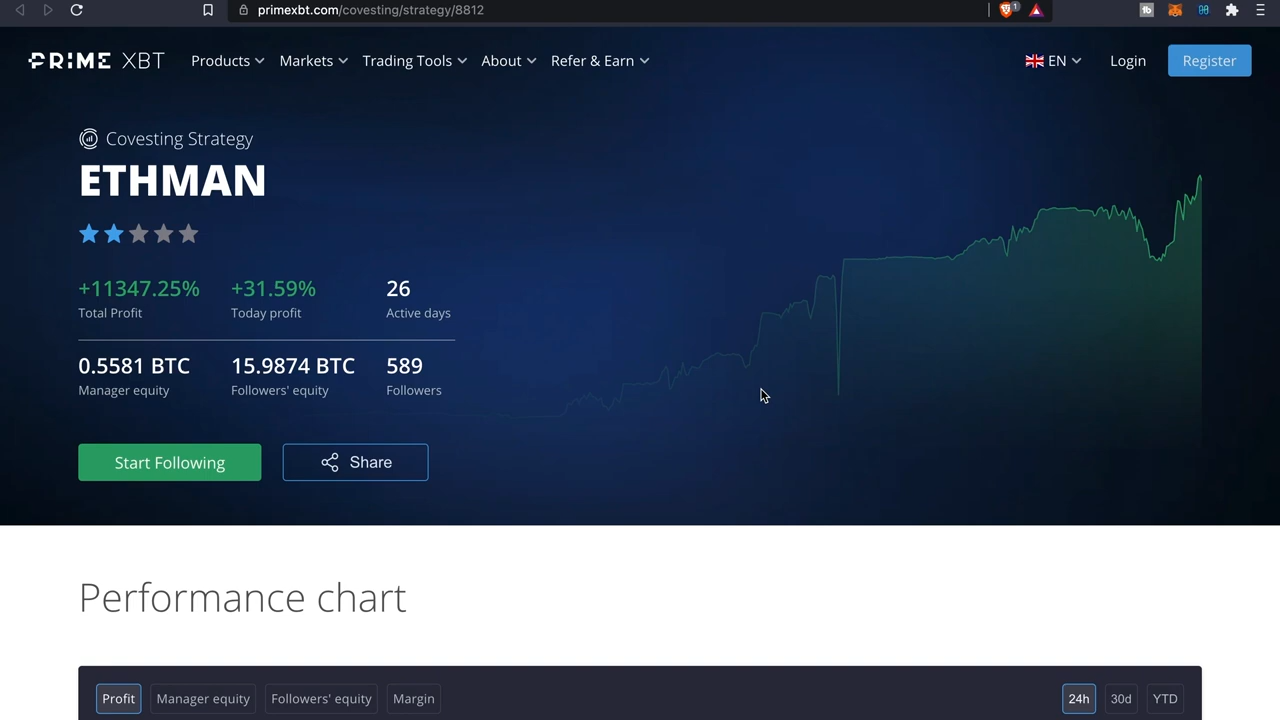 primexbt.com/covesting/strategy/8812
1
tb
PRIME XBT
Products
Markets
Trading Tools
About
Refer & Earn
EN
Login
Register
Covesting Strategy
ETHMAN
+11347.25%
+31.59%
26
Total Profit
Today profit
Active days
0.5581 BTC
15.9874 BTC
589
Manager equity
Followers' equity
Followers
Start Following
Share
Performance chart
Profit
Manager equity
Followers' equity
Margin
24h
30d
YTD